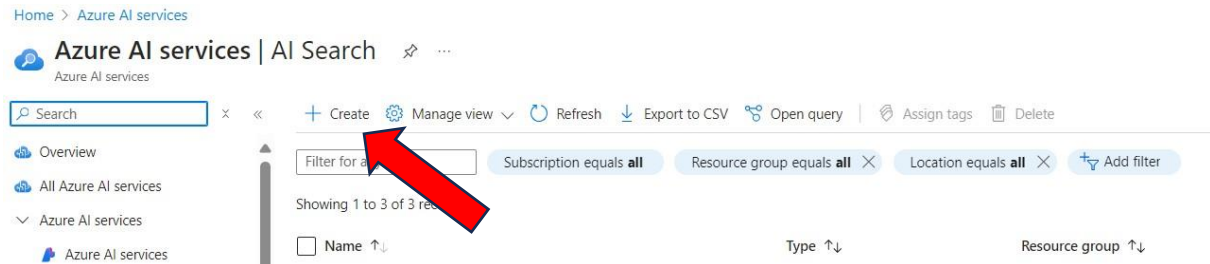 Home > Azure AI services
Azure AI services | AI Search
Azure AI services
Search
+ Create Manage view Refresh Export to CSV Open query Assign tags Delete
Overview
All Azure AI services
Azure AI services
Azure AI services
Filter for Subscription equals all Resource group equals all Location equals all Add filter
Showing 1 to 3 of 3
Name Type Resource group